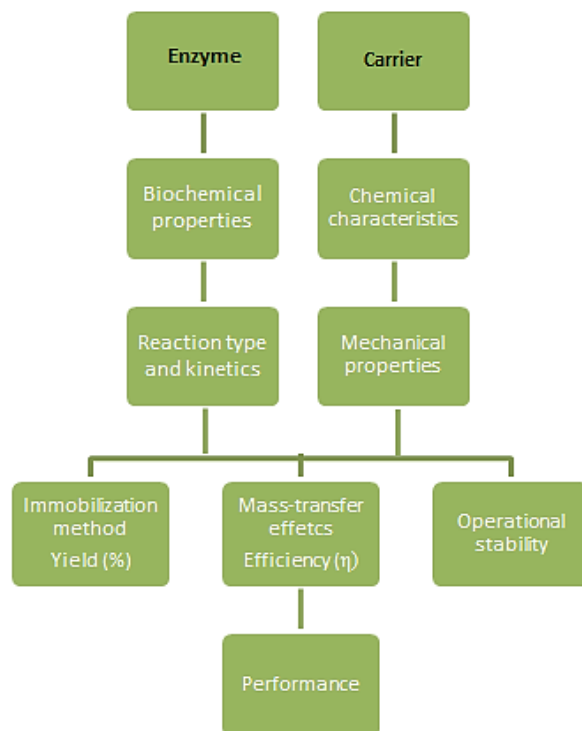 Enzyme
Carrier
Biochemical
properties
Chemical
characteristics
Reaction type
and kinetics
Mechanical
properties
Immobilization
method
Yield (%)
Mass-transfer
effetcs
Efficiency (η)
Operational
stability
Performance